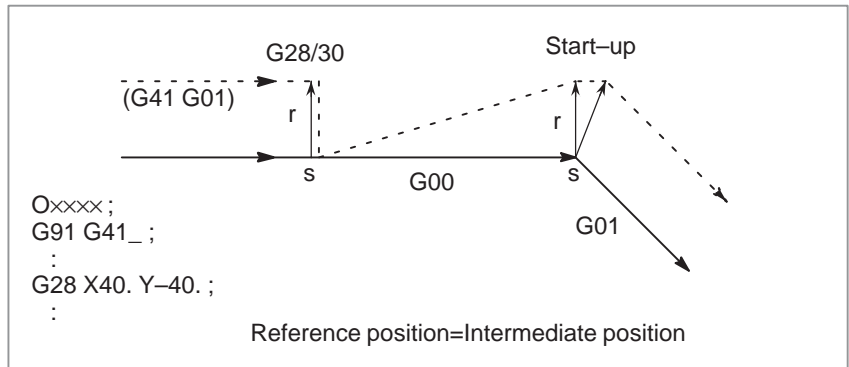 G28/30
Start–up
(G41 G01)
r
r
s
G00
s
G01
O×××× ;
G91 G41_ ;
:
G28 X40. Y–40. ;
:
Reference position=Intermediate position